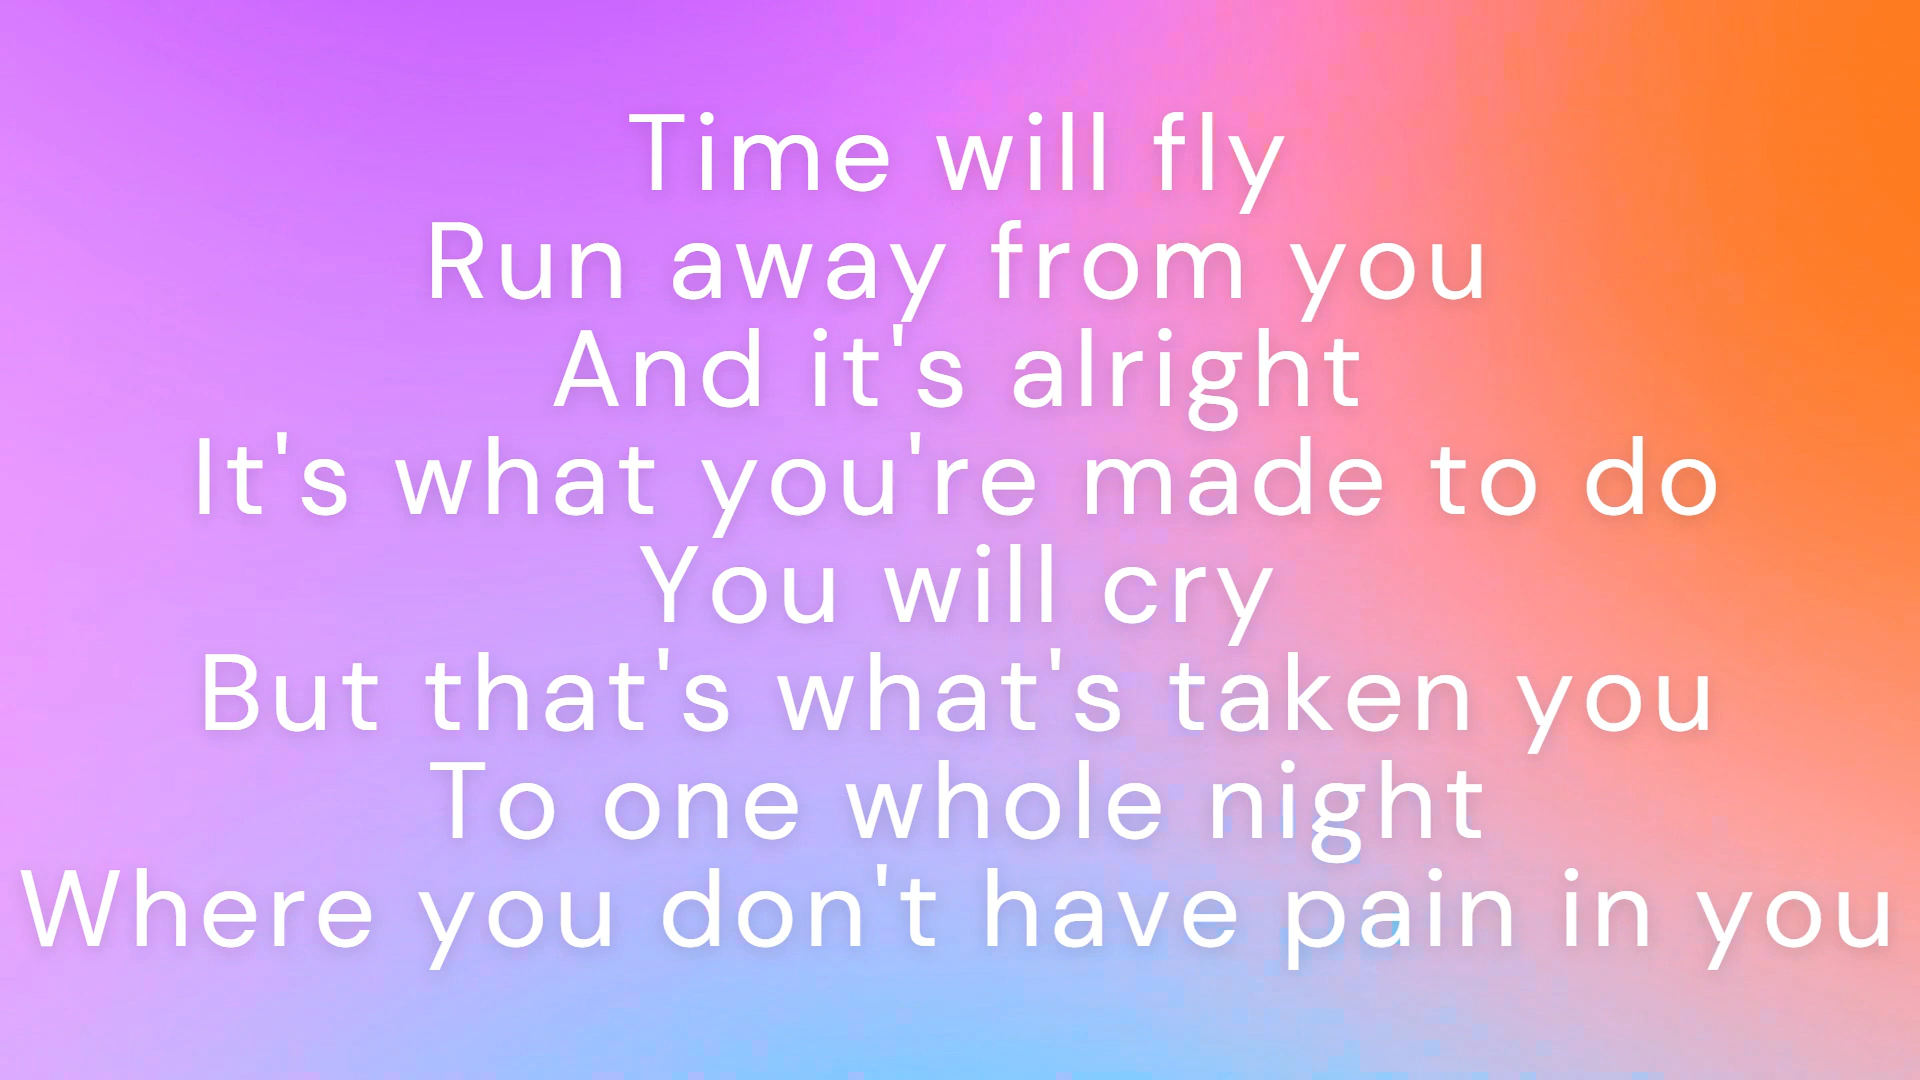 Time will fly
Run away from you
And it's alright
It's what you're made to do
You will cry
But that's what's taken you
To one whole night
Where you don't have pain in you